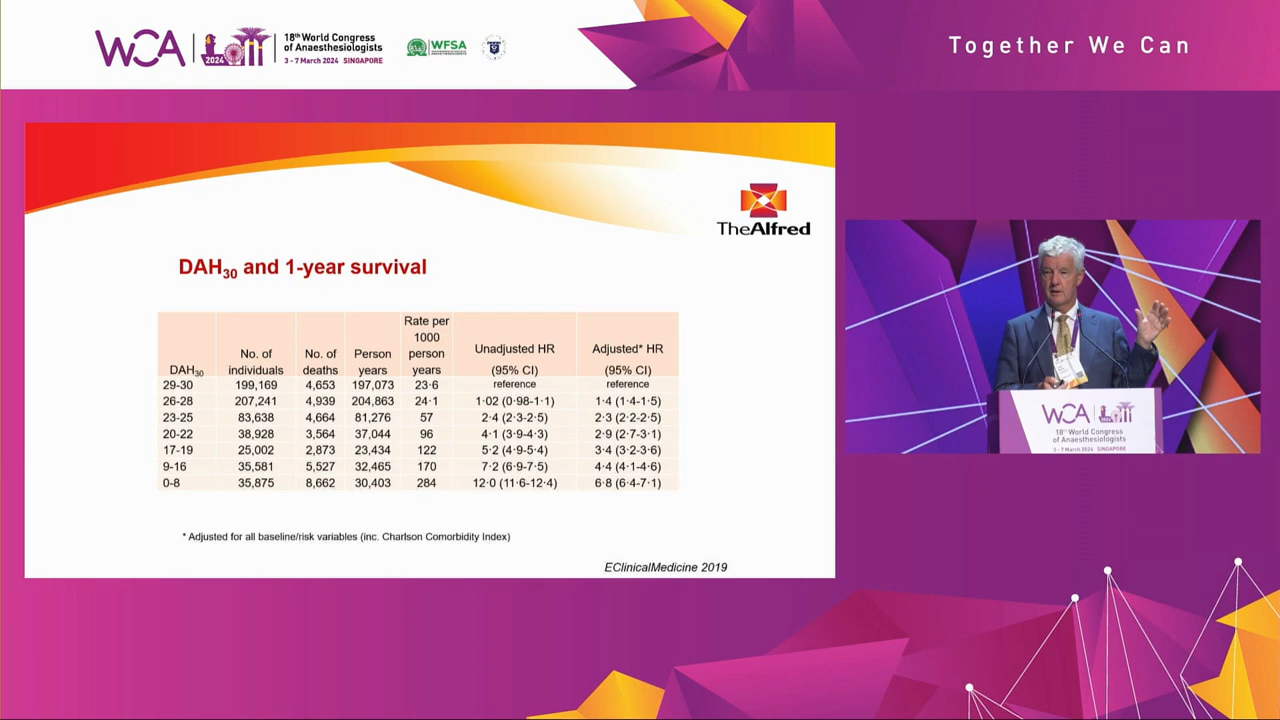 WCA
2024
18th World Congress
of Anaesthesiologists
3 - 7 March 2024 SINGAPORE
WFSA
Together We Can
TheAlfred
DAH30 and 1-year survival
DAH30 No. of individuals No. of deaths Person years Rate per 1000 person years Unadjusted HR (95% CI) Adjusted* HR (95% CI)
29-30 199,169 4,653 197,073 23·6 reference reference
26-28 207,241 4,939 204,863 24·1 1·02 (0·98-1·1) 1·4 (1·4-1·5)
23-25 83,638 4,664 81,276 57 2·4 (2·3-2·5) 2·3 (2·2-2·5)
20-22 38,928 3,564 37,044 96 4·1 (3·9-4·3) 2·9 (2·7-3·1)
17-19 25,002 2,873 23,434 122 5·2 (4·9-5·4) 3·4 (3·2-3·6)
9-16 35,581 5,527 32,465 170 7·2 (6·9-7·5) 4·4 (4·1-4·6)
0-8 35,875 8,662 30,403 284 12·0 (11·6-12·4) 6·8 (6·4-7·1)
* Adjusted for all baseline/risk variables (inc. Charlson Comorbidity Index)
EClinicalMedicine 2019
WCA
18th World Congress
of Anaesthesiologists
3 - 7 March 2024 SINGAPORE